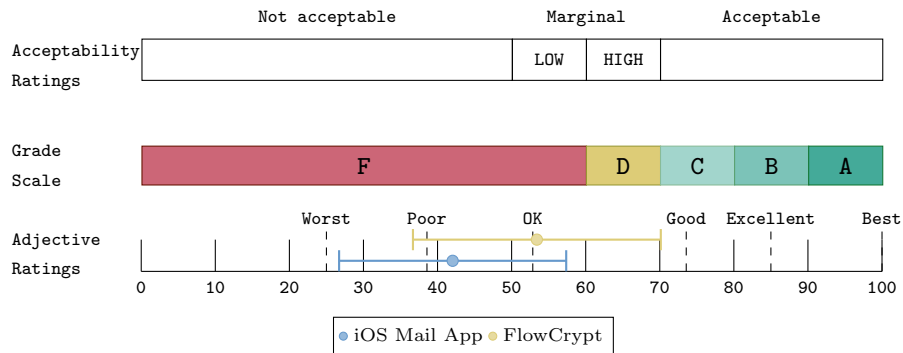 Not acceptable Marginal Acceptable
Acceptability
Ratings
LOW HIGH
Grade
Scale
F D C B A
Worst Poor OK Good Excellent Best
Adjective
Ratings
0 10 20 30 40 50 60 70 80 90 100
iOS Mail App FlowCrypt